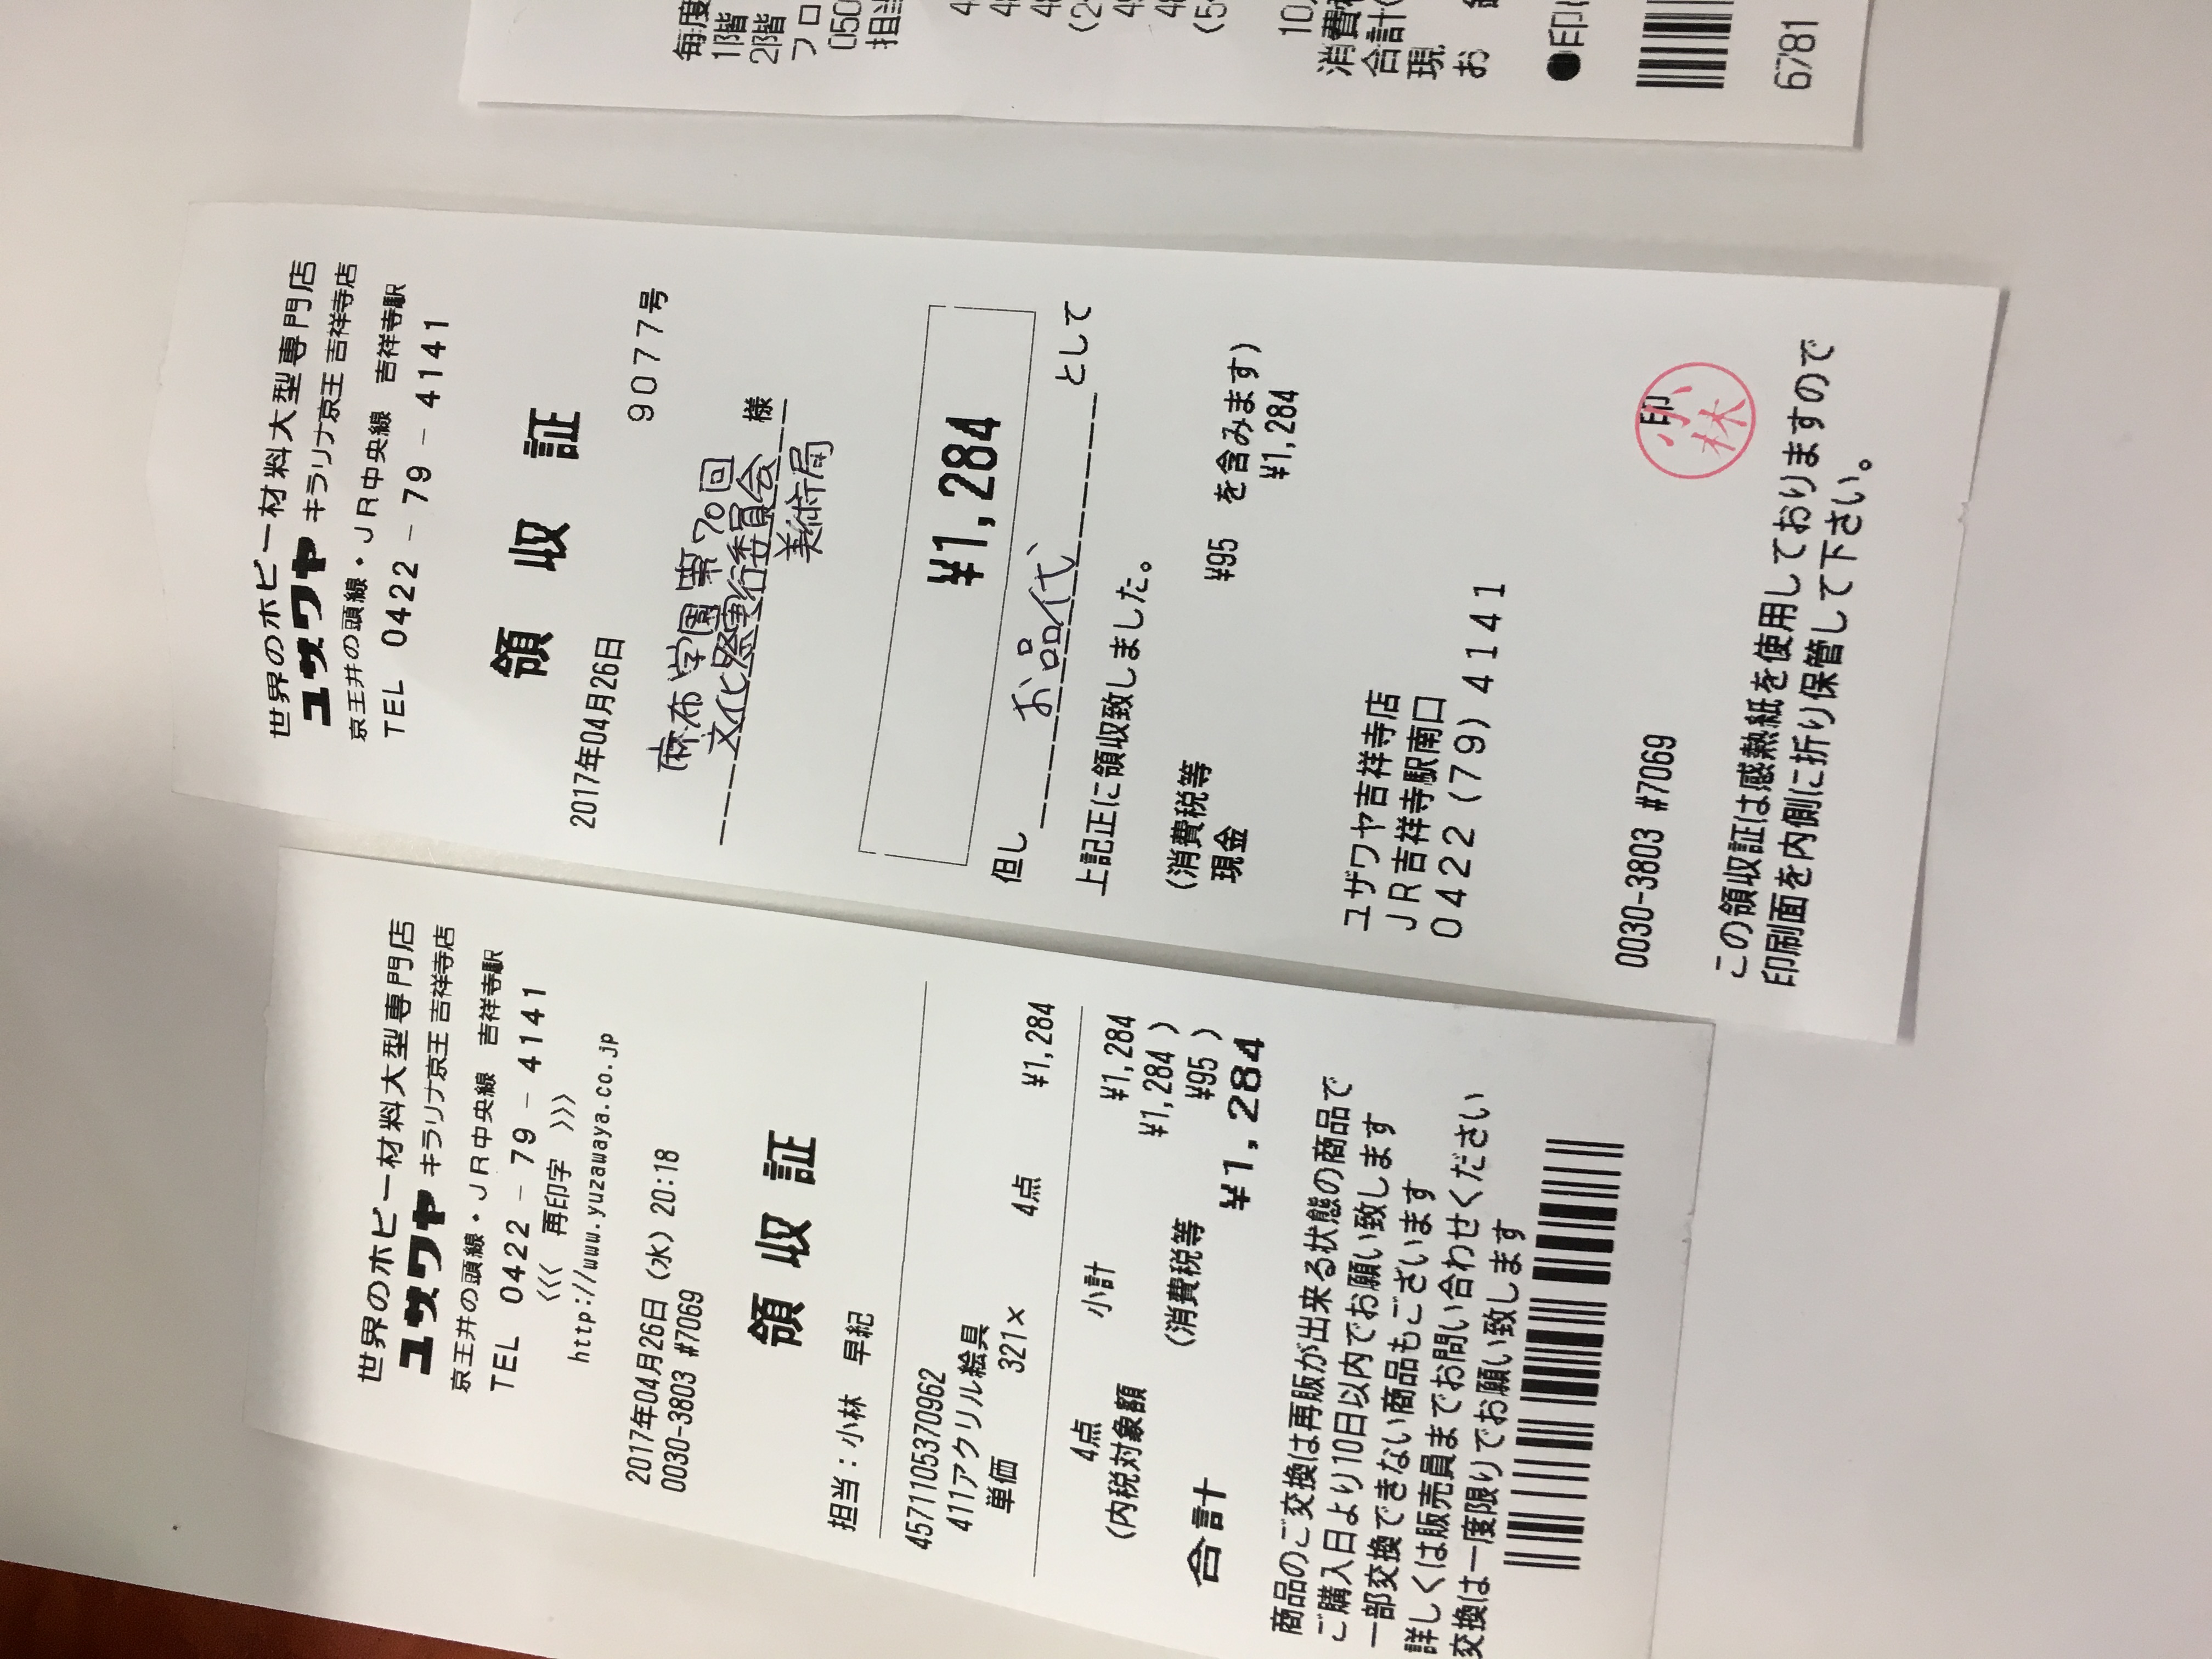 世界のホビー材料大型専門店
ユザワヤ キラリナ京王 吉祥寺店
京王井の頭線・JR中央線 吉祥寺駅
TEL 0422-79-4141
<<< 再印字 >>>
http://www.yuzawaya.co.jp
2017年04月26日(水)20:18
0030-3803 #7069
領収証
担当:小林 早紀
4571105370962
411アクリル絵具
単価 321× 4点 ¥1,284
4点 小計 ¥1,284
(内税対象額 ¥1,284 )
(消費税等 ¥95 )
合計 ¥1,284
商品のご交換は再販が出来る状態の商品で
ご購入日より10日以内でお願い致します
一部交換できない商品もございます
詳しくは販売員までお問い合わせください
交換は一度限りでお願い致します
世界のホビー材料大型専門店
ユザワヤ キラリナ京王 吉祥寺店
京王井の頭線・JR中央線 吉祥寺駅
TEL 0422-79-4141
領収証
2017年04月26日
9077号
麻布学園第70回
文化祭実行委員会 様
美術局
¥1,284
但し お品代 として
上記正に領収致しました。
(消費税等 ¥95 を含みます)
現金 ¥1,284
ユザワヤ吉祥寺店
JR吉祥寺駅南口
0422(79)4141
0030-3803 #7069
印
小林
この領収証は感熱紙を使用しておりますので
印刷面を内側に折り保管して下さい。
毎度
1階
2階
フロ
050
担当
4
48
48
(2
49
48
(5
10
消費
合計(
現
お
●印
6781